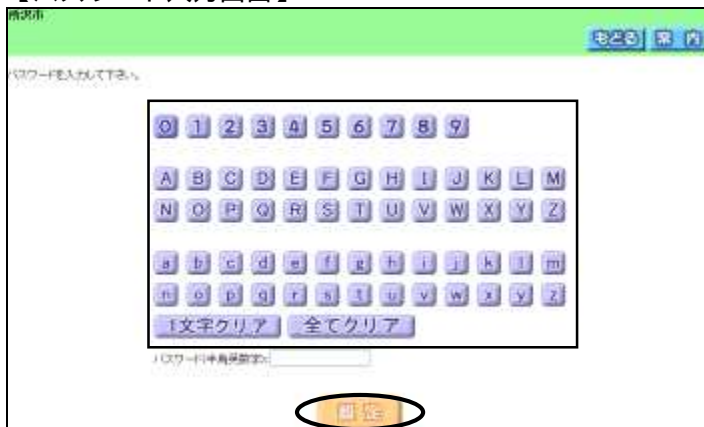 【パスワード入力画面】
所沢市
もどる 案 内
パスワードを入力して下さい。
0 1 2 3 4 5 6 7 8 9
A B C D E F G H I J K L M
N O P Q R S T U V W X Y Z
a b c d e f g h i j k l m
n o p q r s t u v w x y z
1文字クリア 全てクリア
パスワード(半角英数字):